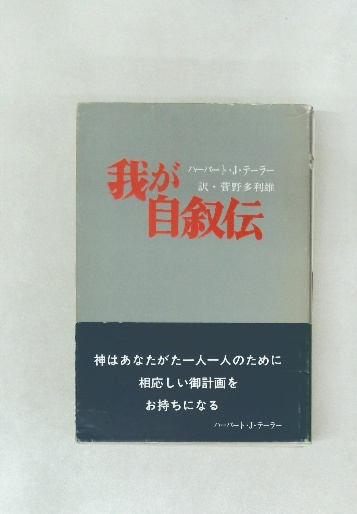 我が
自叙伝
ハーバート・J・テーラー
訳・菅野多利雄
神はあなたがた一人一人のために
相応しい御計画を
お持ちになる
ハーバート・J・テーラー